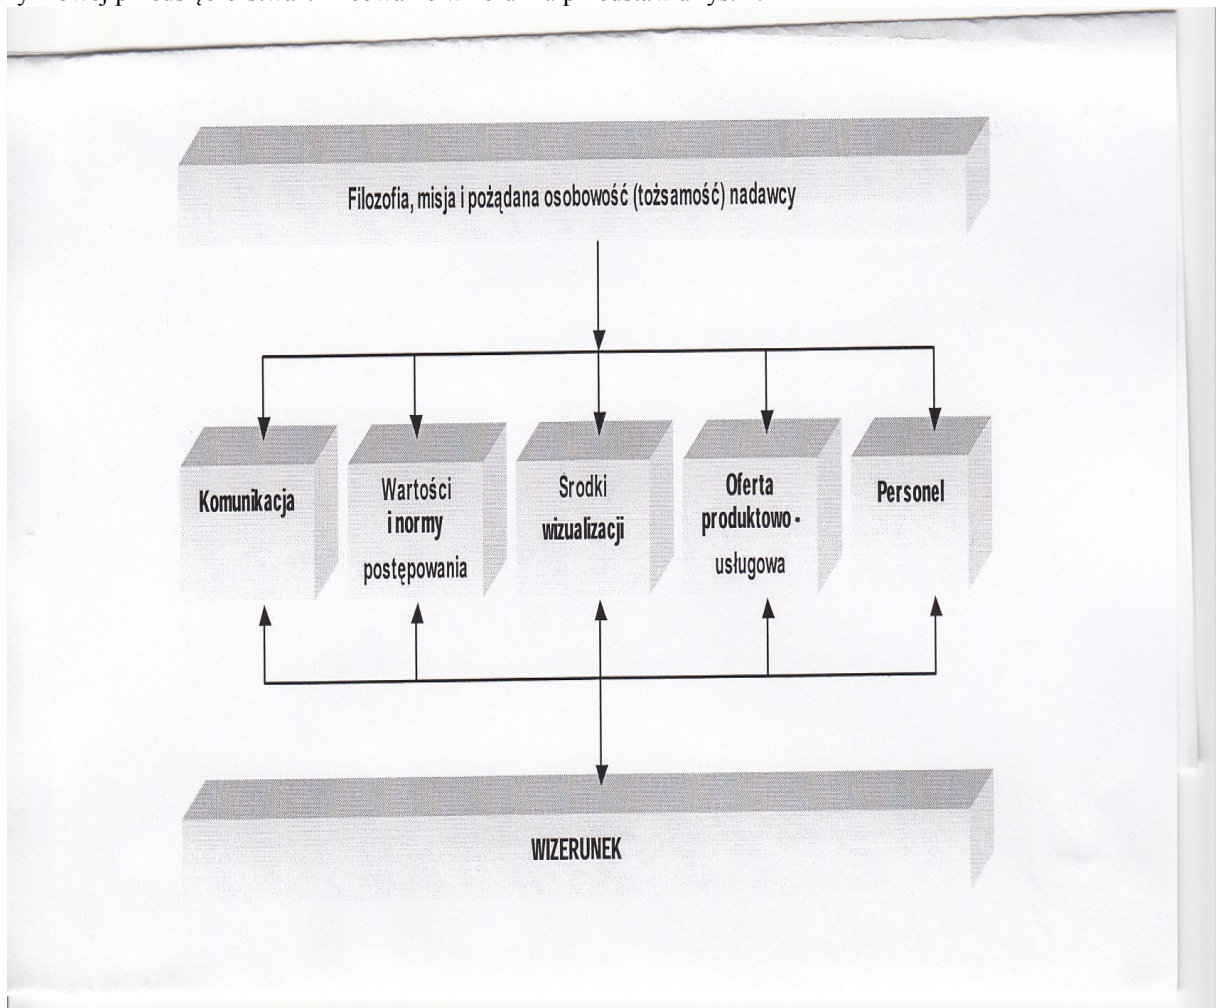 Filozofia, misja i pożądana osobowość (tożsamość) nadawcy
Komunikacja
Wartości
i normy
postępowania
Środki
wizualizacji
Oferta
produktowo -
usługowa
Personel
WIZERUNEK